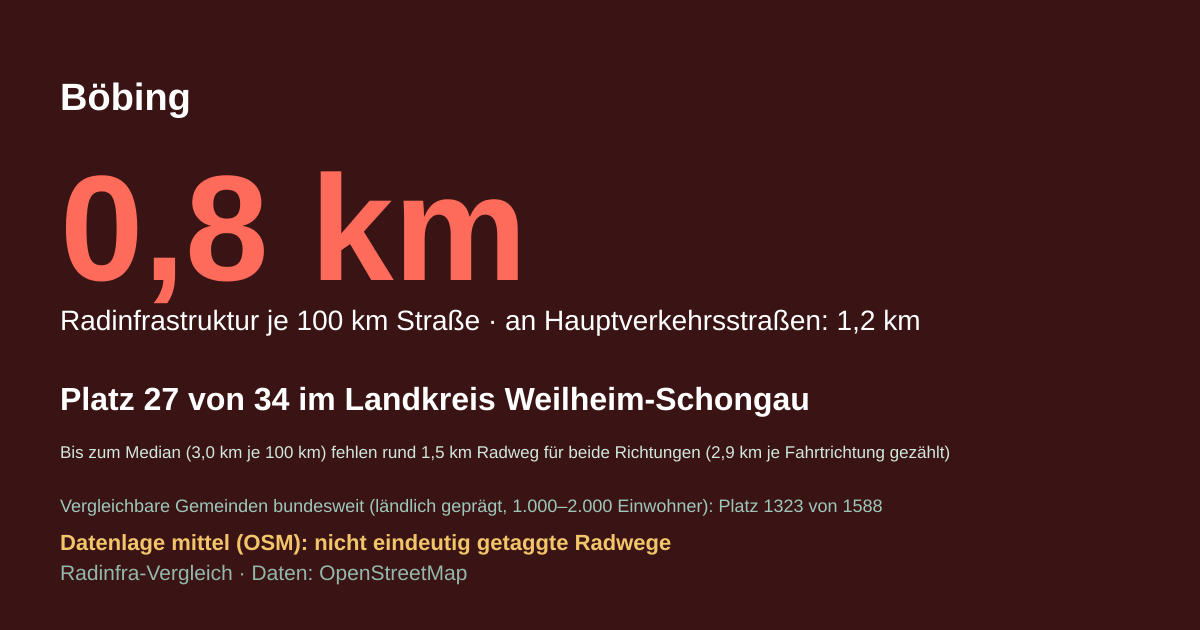 Böbing
0,8 km
Radinfrastruktur je 100 km Straße · an Hauptverkehrsstraßen: 1,2 km
Platz 27 von 34 im Landkreis Weilheim-Schongau
Bis zum Median (3,0 km je 100 km) fehlen rund 1,5 km Radweg für beide Richtungen (2,9 km je Fahrtrichtung gezählt)
Vergleichbare Gemeinden bundesweit (ländlich geprägt, 1.000–2.000 Einwohner): Platz 1323 von 1588
Datenlage mittel (OSM): nicht eindeutig getaggte Radwege
Radinfra-Vergleich · Daten: OpenStreetMap